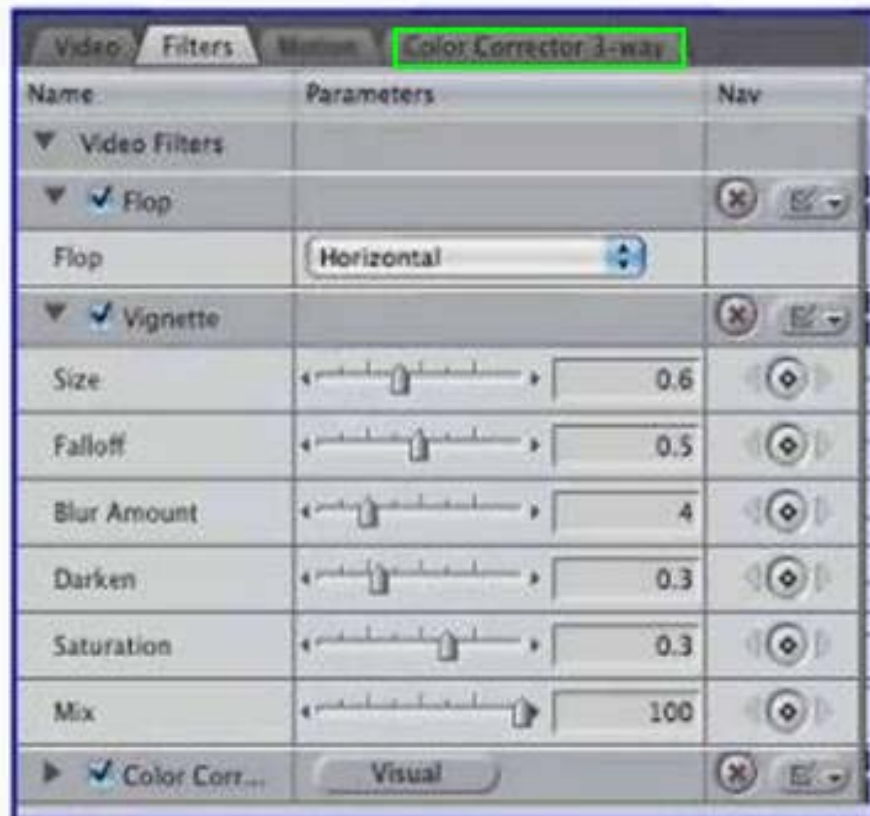 Video Filters Motion Color Corrector 3-way
Name Parameters Nav
Video Filters
Flop
Flop Horizontal
Vignette
Size 0.6
Falloff 0.5
Blur Amount 4
Darken 0.3
Saturation 0.3
Mix 100
Color Corr... Visual